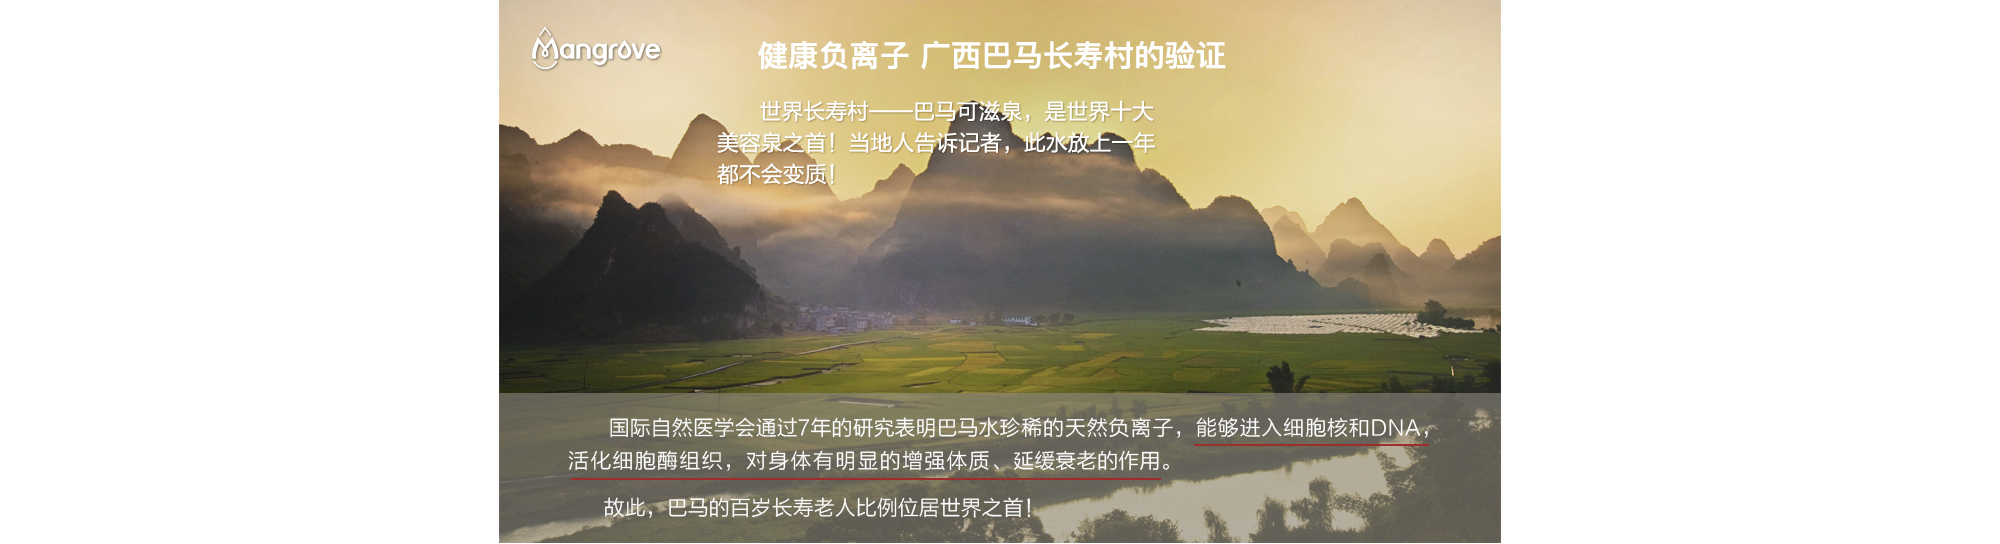 Mangrove
健康负离子 广西巴马长寿村的验证
世界长寿村——巴马可滋泉，是世界十大
美容泉之首！当地人告诉记者，此水放上一年
都不会变质！
国际自然医学会通过7年的研究表明巴马水珍稀的天然负离子，能够进入细胞核和DNA，
活化细胞酶组织，对身体有明显的增强体质、延缓衰老的作用。
故此，巴马的百岁长寿老人比例位居世界之首！